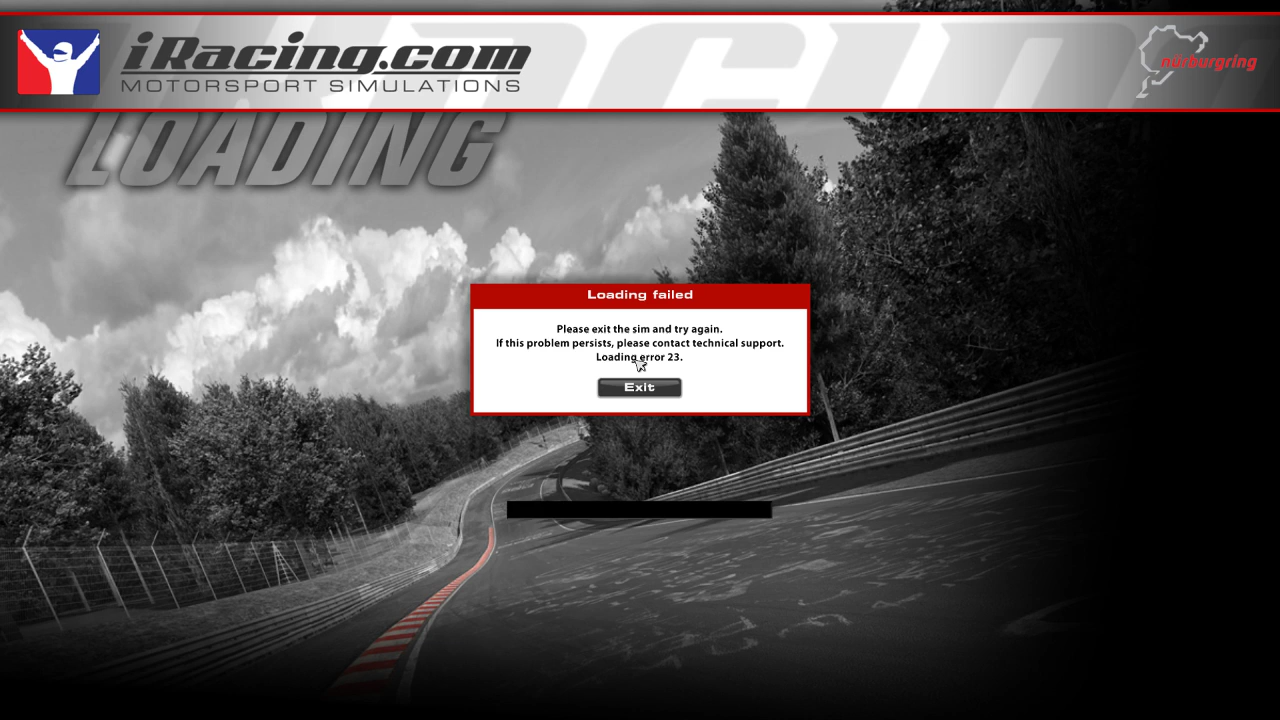 iRacing.com
MOTORSPORT SIMULATIONS
nürburgring
LOADING
Loading failed
Please exit the sim and try again.
If this problem persists, please contact technical support.
Loading error 23.
Exit